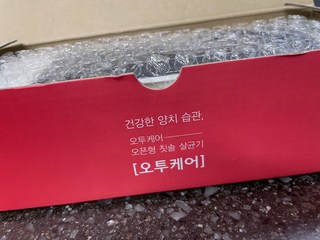 건강한 양치 습관.
오투케어
오픈형 칫솔 살균기
[오투케어]